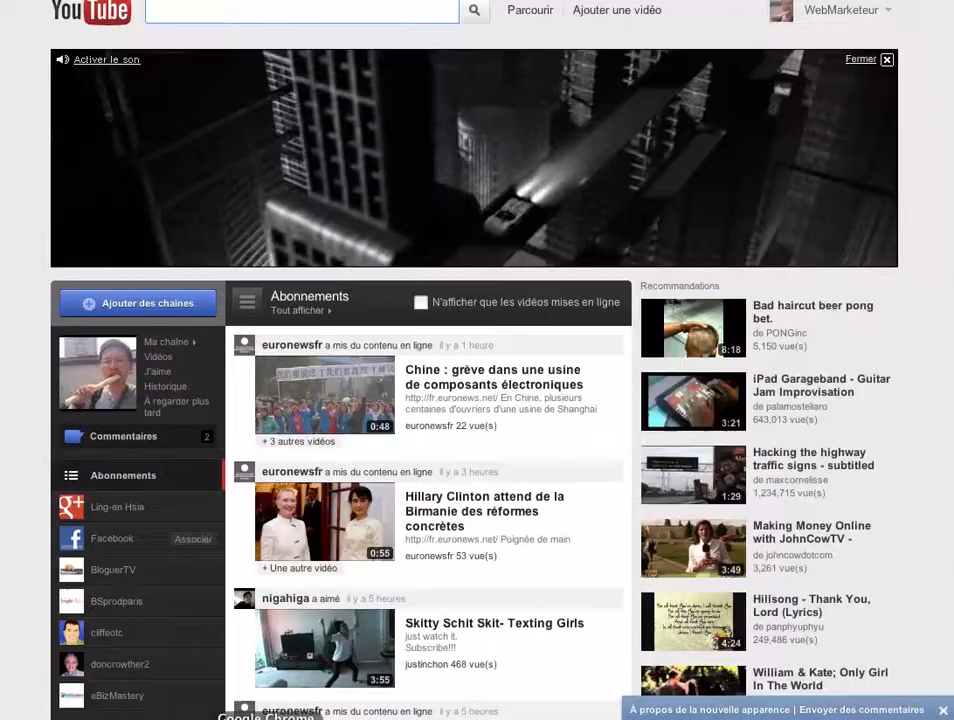 YouTube
Parcourir
Ajouter une vidéo
WebMarketeur
Activer le son
Fermer
Ajouter des chaînes
Ma chaîne
Vidéos
J'aime
Historique
À regarder plus
tard
Commentaires
2
Abonnements
Ling-en Hsia
Facebook
Associer
BloguerTV
BSprodparis
cliffeotc
doncrowther2
eBizMastery
Abonnements
Tout afficher
N'afficher que les vidéos mises en ligne
euronewsfr a mis du contenu en ligne il y a 1 heure
0:48
Chine : grève dans une usine
de composants électroniques
http://fr.euronews.net/ En Chine, plusieurs
centaines d'ouvriers d'une usine de Shanghai
euronewsfr 22 vue(s)
+ 3 autres vidéos
euronewsfr a mis du contenu en ligne il y a 3 heures
0:55
Hillary Clinton attend de la
Birmanie des réformes
concrètes
http://fr.euronews.net/ Poignée de main
euronewsfr 53 vue(s)
+ Une autre vidéo
nigahiga a aimé il y a 5 heures
3:55
Skitty Schit Skit- Texting Girls
just watch it.
Subscribe!!!
justinchon 468 vue(s)
euronewsfr a mis du contenu en ligne il y a 5 heures
Recommandations
8:18
Bad haircut beer pong
bet.
de PONGinc
5,150 vue(s)
3:21
iPad Garageband - Guitar
Jam Improvisation
de palamostellaro
643,013 vue(s)
1:29
Hacking the highway
traffic signs - subtitled
de maxcornelisse
1,234,715 vue(s)
3:49
Making Money Online
with JohnCowTV -
de johncowdotcom
3,261 vue(s)
4:24
Hillsong - Thank You,
Lord (Lyrics)
de panphyuphyu
249,486 vue(s)
William & Kate; Only Girl
In The World
À propos de la nouvelle apparence | Envoyer des commentaires
Google Chrome